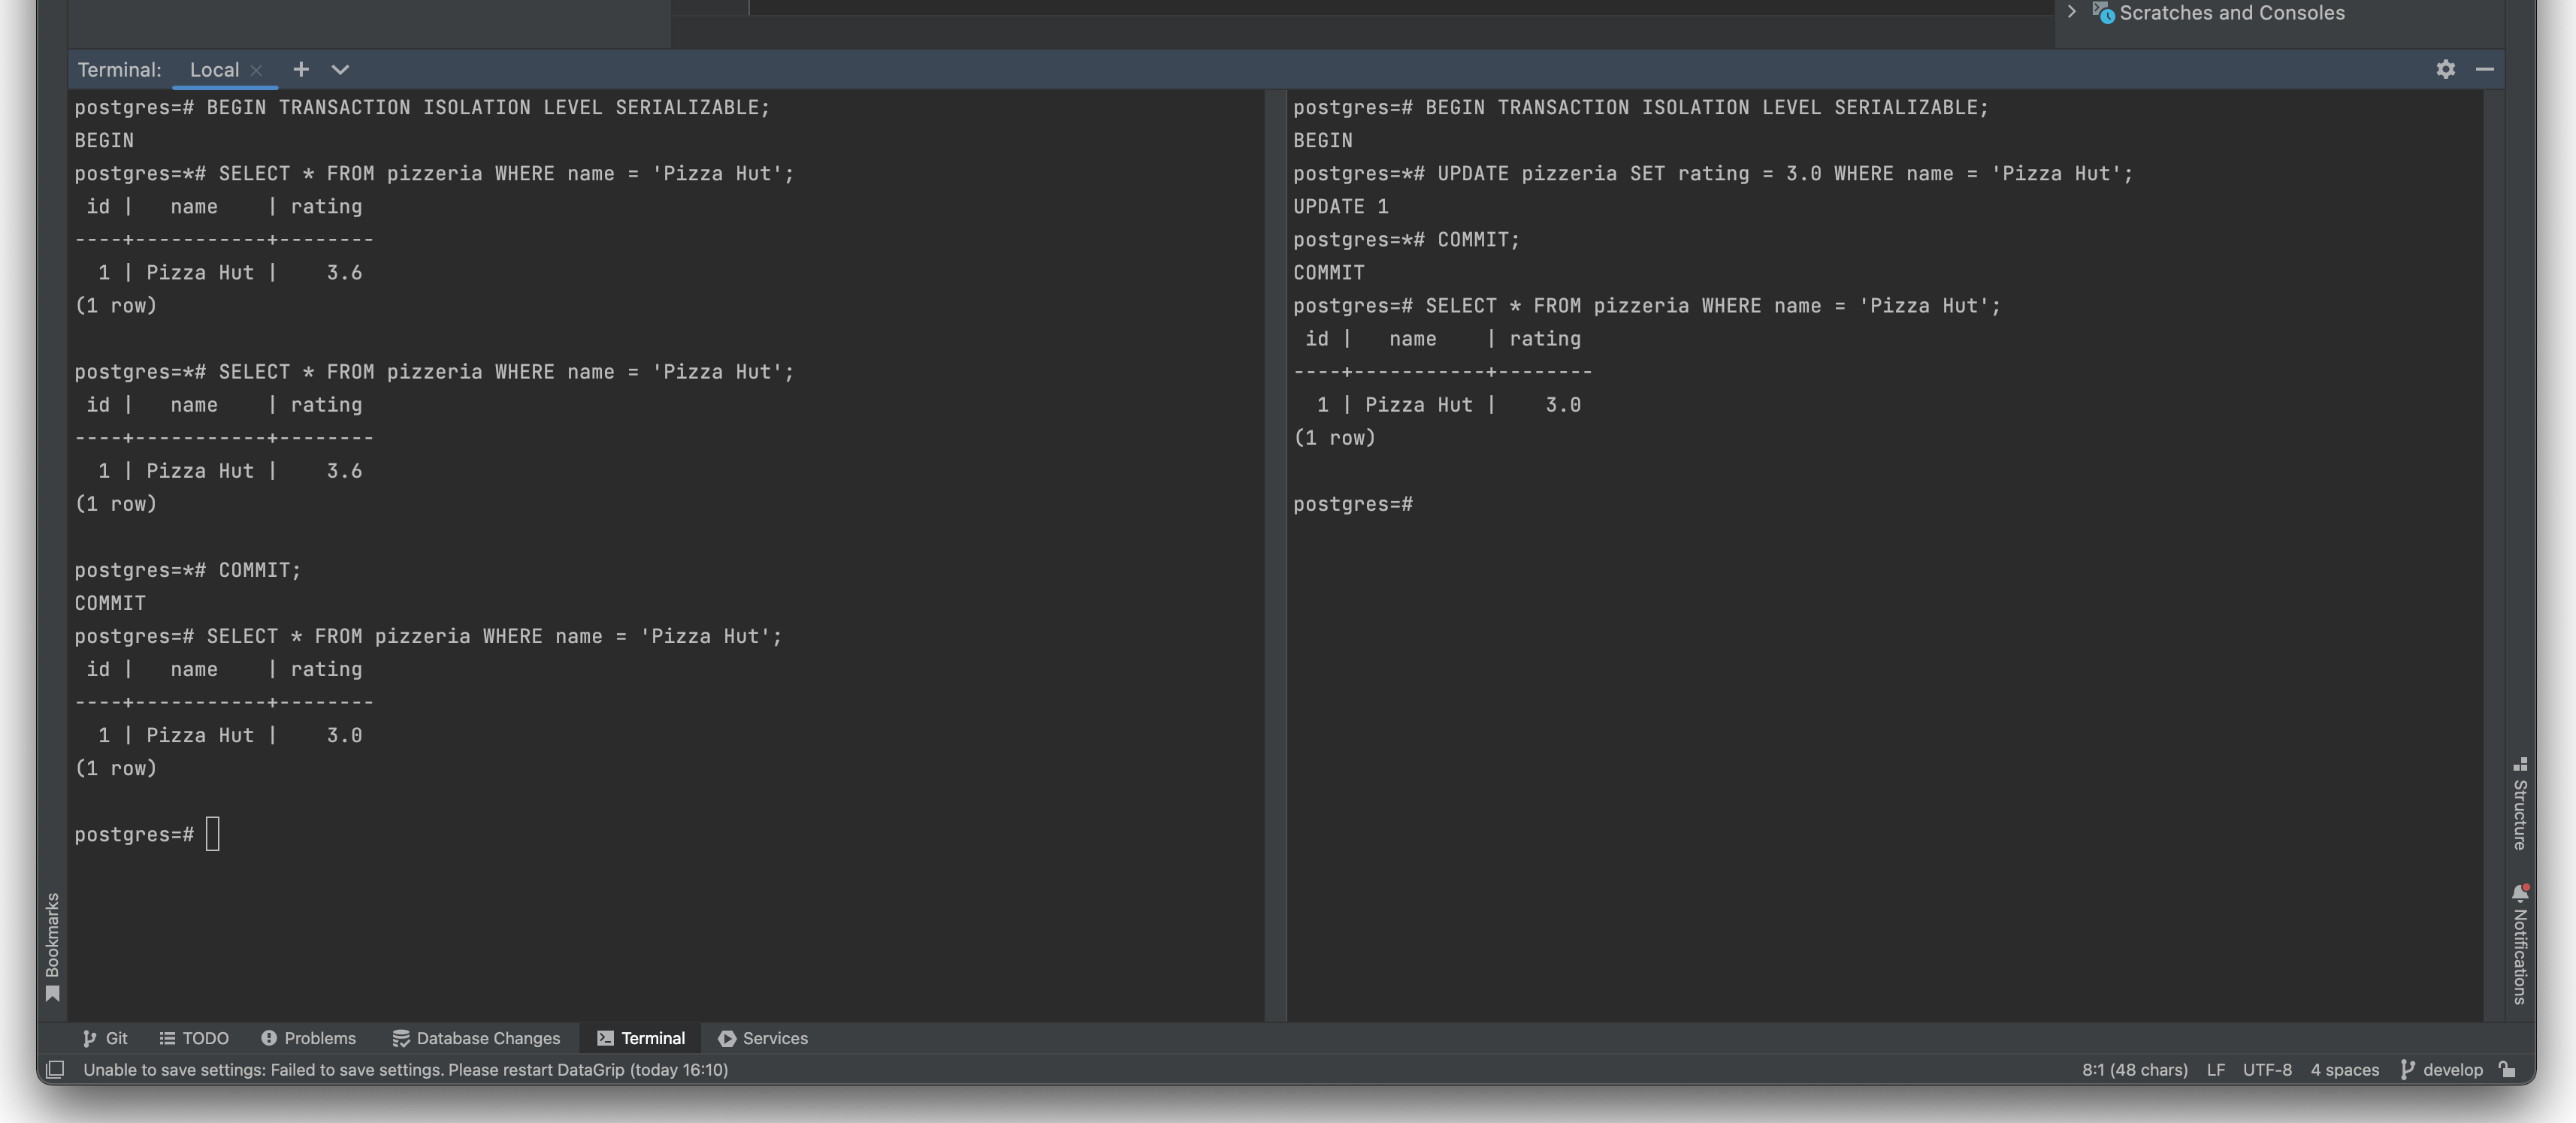 Scratches and Consoles
Terminal: Local
postgres=# BEGIN TRANSACTION ISOLATION LEVEL SERIALIZABLE;
BEGIN
postgres=*# SELECT * FROM pizzeria WHERE name = 'Pizza Hut';
 id |   name    | rating
----+-----------+--------
  1 | Pizza Hut |    3.6
(1 row)
postgres=*# SELECT * FROM pizzeria WHERE name = 'Pizza Hut';
 id |   name    | rating
----+-----------+--------
  1 | Pizza Hut |    3.6
(1 row)
postgres=*# COMMIT;
COMMIT
postgres=# SELECT * FROM pizzeria WHERE name = 'Pizza Hut';
 id |   name    | rating
----+-----------+--------
  1 | Pizza Hut |    3.0
(1 row)
postgres=#
postgres=# BEGIN TRANSACTION ISOLATION LEVEL SERIALIZABLE;
BEGIN
postgres=*# UPDATE pizzeria SET rating = 3.0 WHERE name = 'Pizza Hut';
UPDATE 1
postgres=*# COMMIT;
COMMIT
postgres=# SELECT * FROM pizzeria WHERE name = 'Pizza Hut';
 id |   name    | rating
----+-----------+--------
  1 | Pizza Hut |    3.0
(1 row)
postgres=#
Structure
Notifications
Bookmarks
Git TODO Problems Database Changes Terminal Services
Unable to save settings: Failed to save settings. Please restart DataGrip (today 16:10) 8:1 (48 chars) LF UTF-8 4 spaces develop